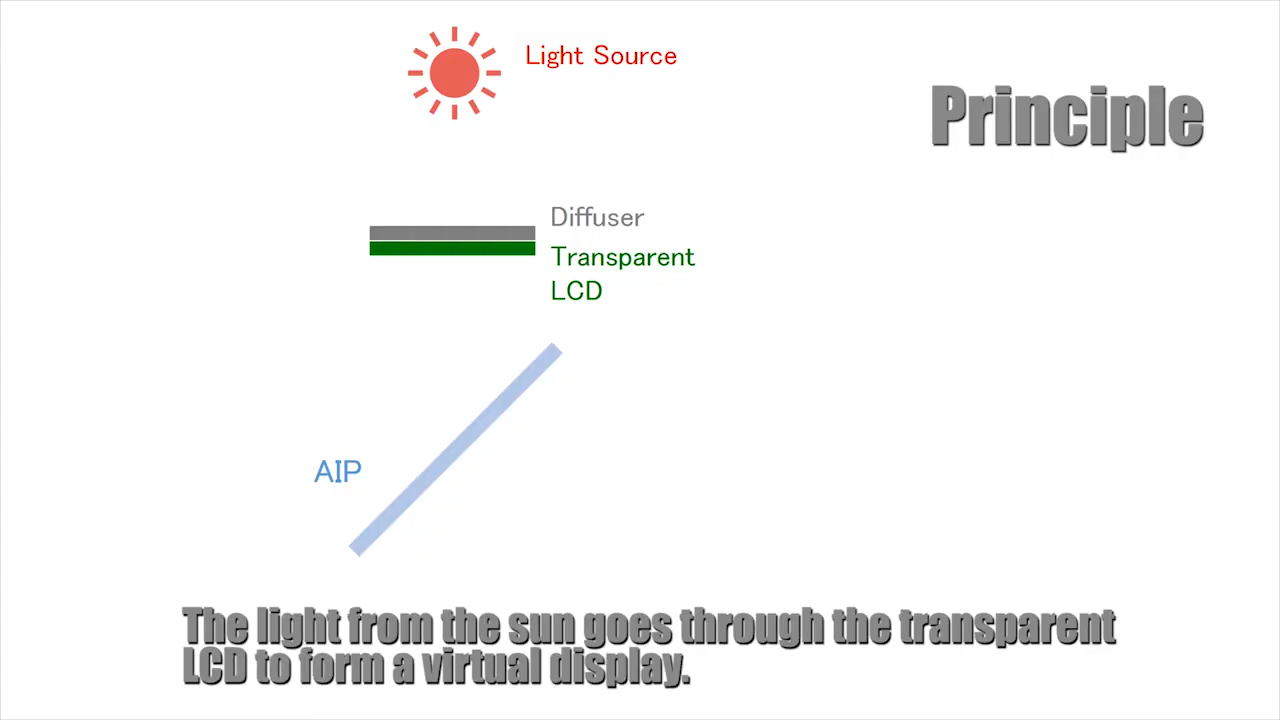 Light Source
Principle
Diffuser
Transparent
LCD
AIP
The light from the sun goes through the transparent
LCD to form a virtual display.